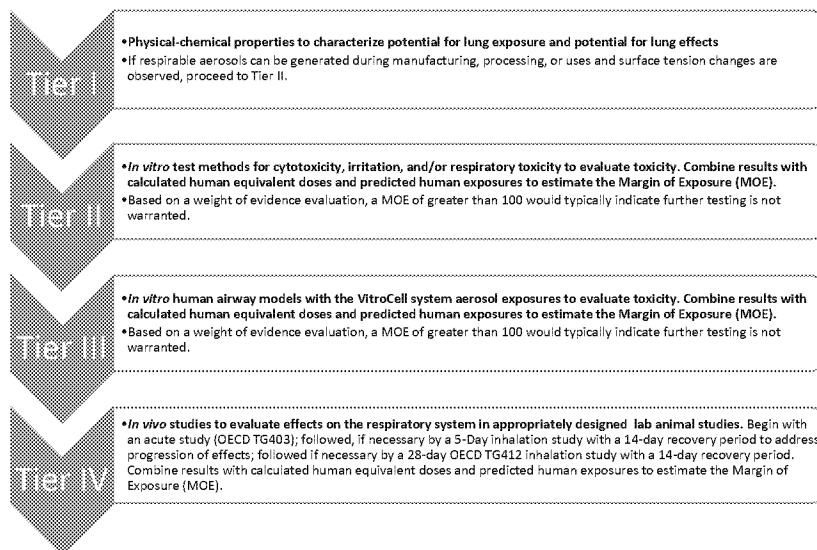 Tier I
•Physical-chemical properties to characterize potential for lung exposure and potential for lung effects
•If respirable aerosols can be generated during manufacturing, processing, or uses and surface tension changes are
observed, proceed to Tier II.
Tier II
•In vitro test methods for cytotoxicity, irritation, and/or respiratory toxicity to evaluate toxicity. Combine results with
calculated human equivalent doses and predicted human exposures to estimate the Margin of Exposure (MOE).
•Based on a weight of evidence evaluation, a MOE of greater than 100 would typically indicate further testing is not
warranted.
Tier III
•In vitro human airway models with the VitroCell system aerosol exposures to evaluate toxicity. Combine results with
calculated human equivalent doses and predicted human exposures to estimate the Margin of Exposure (MOE).
•Based on a weight of evidence evaluation, a MOE of greater than 100 would typically indicate further testing is not
warranted.
Tier IV
•In vivo studies to evaluate effects on the respiratory system in appropriately designed lab animal studies. Begin with
an acute study (OECD TG403); followed, if necessary by a 5-Day inhalation study with a 14-day recovery period to address
progression of effects; followed if necessary by a 28-day OECD TG412 inhalation study with a 14-day recovery period.
Combine results with calculated human equivalent doses and predicted human exposures to estimate the Margin of
Exposure (MOE).